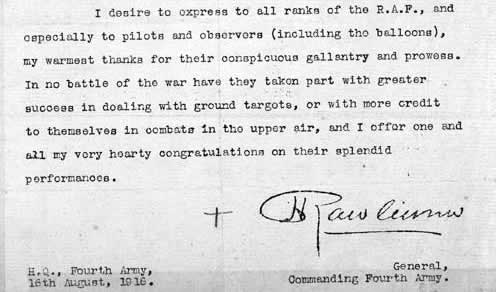 I desire to express to all ranks of the R.A.F., and
especially to pilots and observers (including the balloons),
my warmest thanks for their conspicuous gallantry and prowess.
In no battle of the war have they taken part with greater
success in dealing with ground targets, or with more credit
to themselves in combats in the upper air, and I offer one and
all my very hearty congratulations on their splendid
performances.
+ HRawlinson
H.Q., Fourth Army,
16th August, 1918.
General,
Commanding Fourth Army.